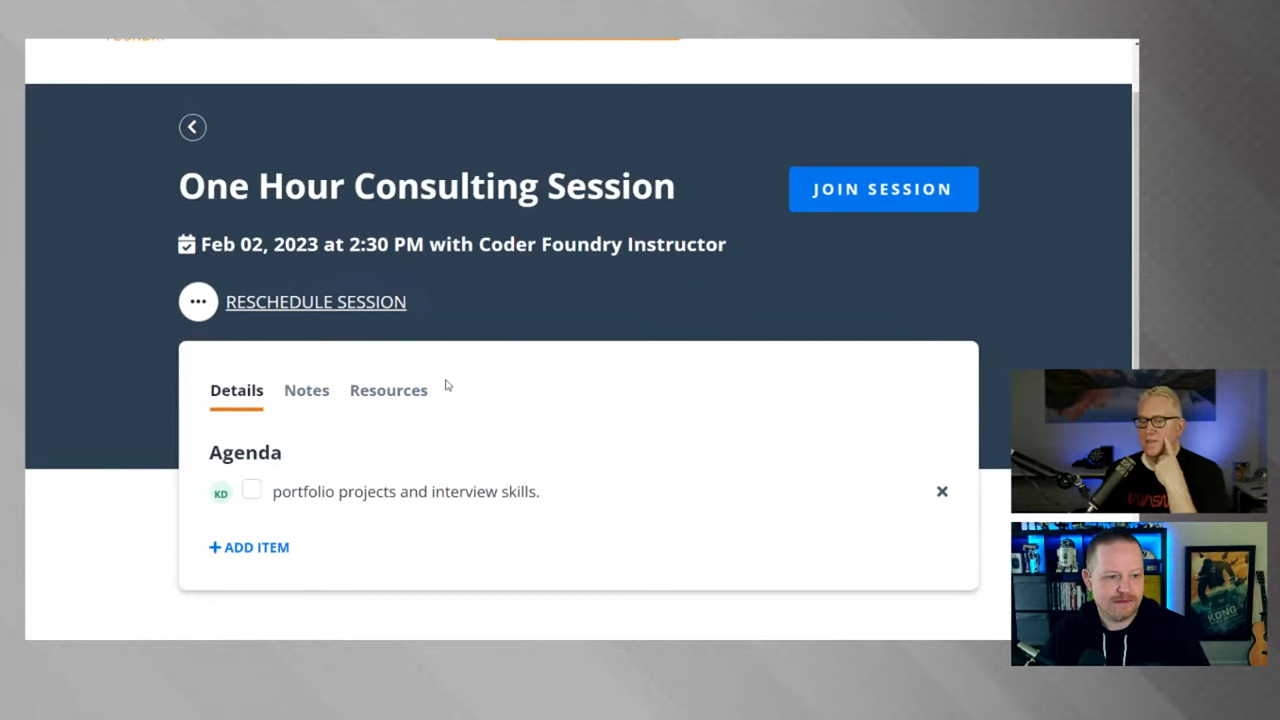 One Hour Consulting Session
JOIN SESSION
Feb 02, 2023 at 2:30 PM with Coder Foundry Instructor
RESCHEDULE SESSION
Details Notes Resources
Agenda
KD portfolio projects and interview skills.
+ ADD ITEM
KONG